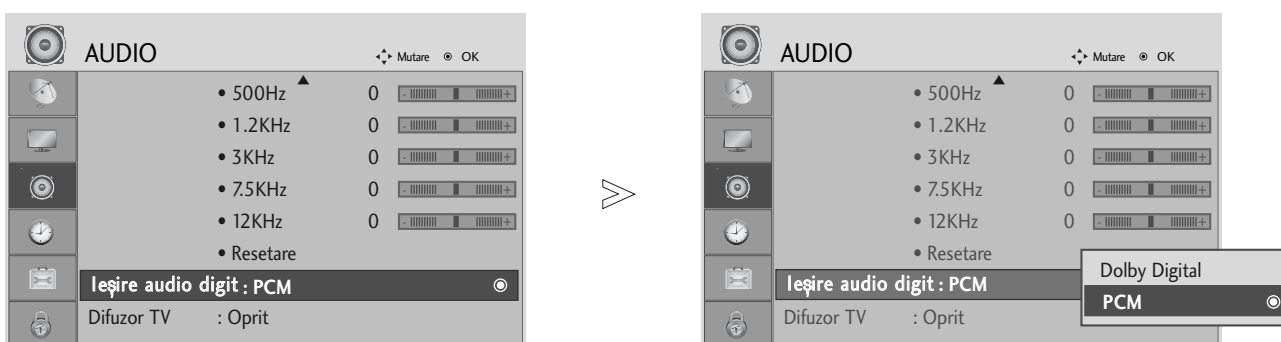 AUDIO Mutare OK
• 500Hz 0 - +
• 1.2KHz 0 - +
• 3KHz 0 - +
• 7.5KHz 0 - +
• 12KHz 0 - +
• Resetare
Ieşire audio digit : PCM
Difuzor TV : Oprit
AUDIO Mutare OK
• 500Hz 0 - +
• 1.2KHz 0 - +
• 3KHz 0 - +
• 7.5KHz 0 - +
• 12KHz 0 - +
• Resetare
Ieşire audio digit : PCM
Dolby Digital
PCM
Difuzor TV : Oprit